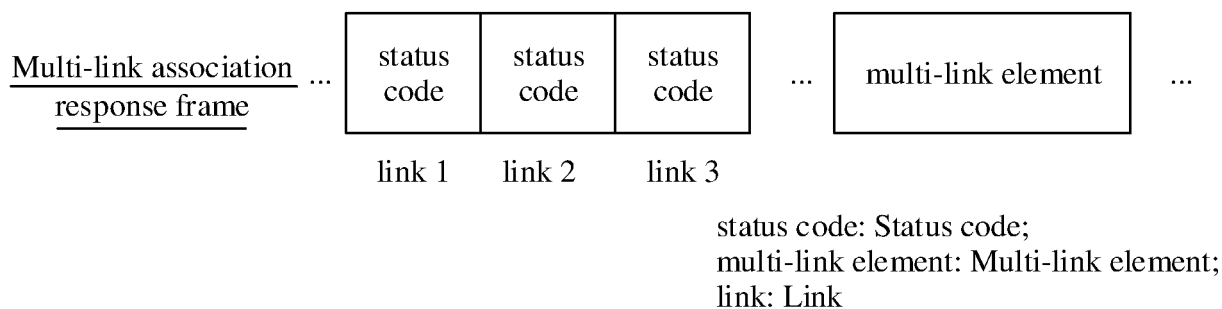 Multi-link association
response frame
... status code status code status code ... multi-link element ...
link 1 link 2 link 3
status code: Status code;
multi-link element: Multi-link element;
link: Link